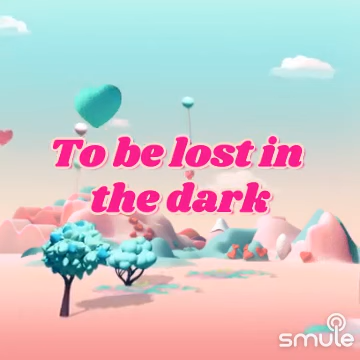 To be lost in
the dark
smule